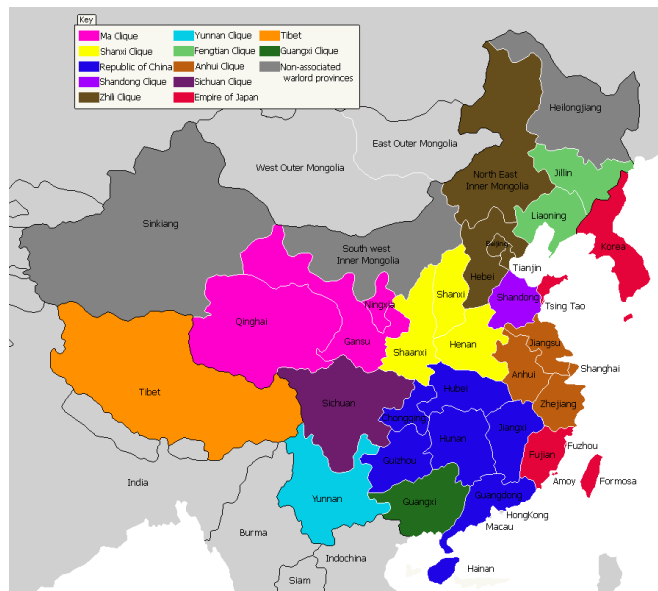 Key
Ma Clique
Yunnan Clique
Tibet
Shanxi Clique
Fengtian Clique
Guangxi Clique
Republic of China
Anhui Clique
Non-associated
warlord provinces
Shandong Clique
Sichuan Clique
Zhili Clique
Empire of Japan
Heilongjiang
East Outer Mongolia
West Outer Mongolia
Jillin
North East
Inner Mongolia
Liaoning
Sinkiang
Korea
South west
Inner Mongolia
Beijing
Tianjin
Hebei
Shanxi
Shandong
Ningxia
Tsing Tao
Qinghai
Gansu
Henan
Jiangsu
Shaanxi
Shanghai
Anhui
Tibet
Hubai
Sichuan
Zhejiang
Chongqing
Jiangxi
Hunan
Fuzhou
Guizhou
Fujian
India
Amoy
Formosa
Yunnan
Guangxi
Guangdong
HongKong
Macau
Burma
Indochina
Hainan
Siam